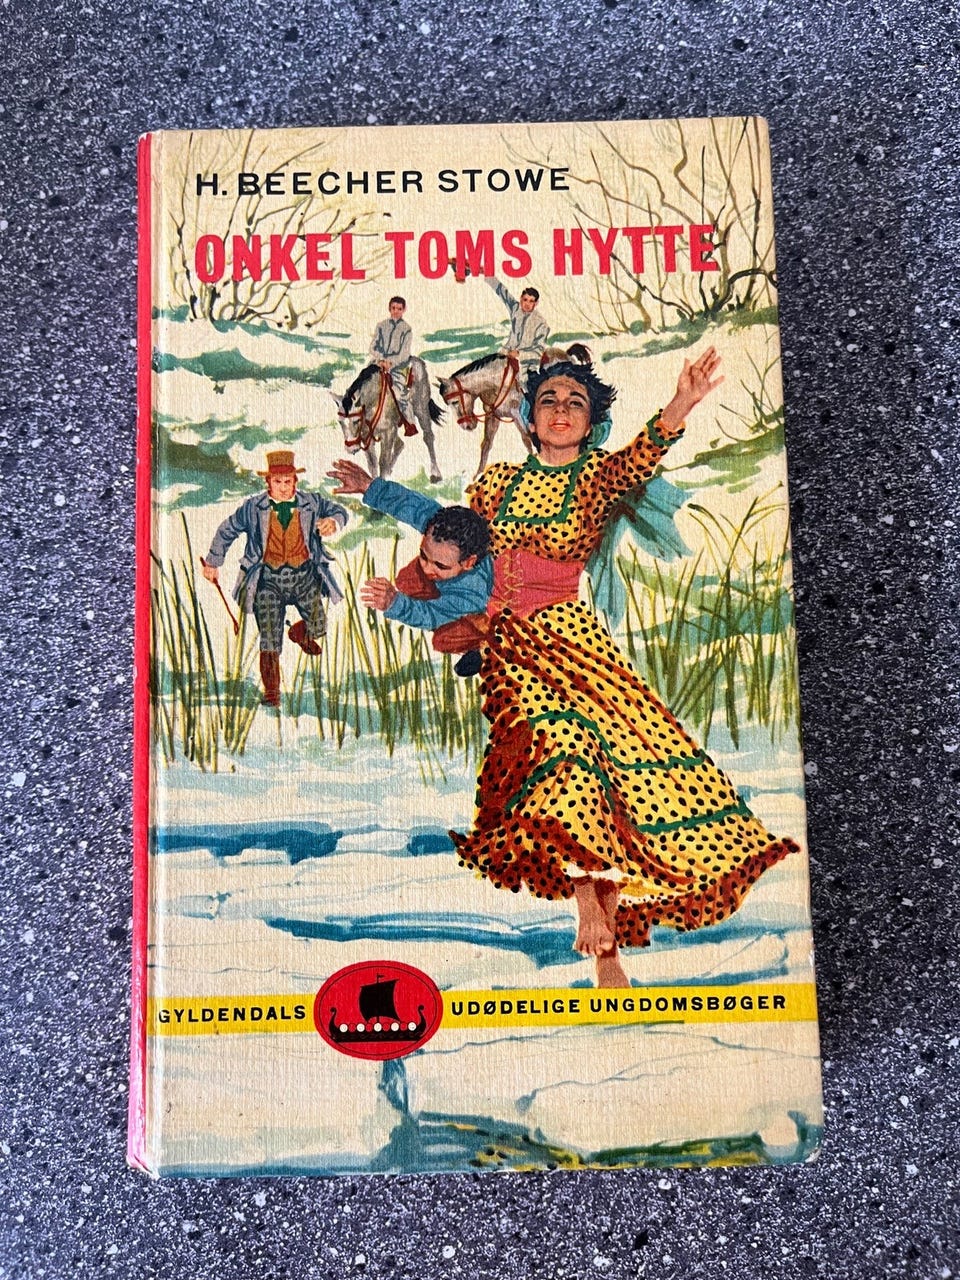 H. BEECHER STOWE
ONKEL TOMS HYTTE
GYLDENDALS UDØDELIGE UNGDOMSBØGER